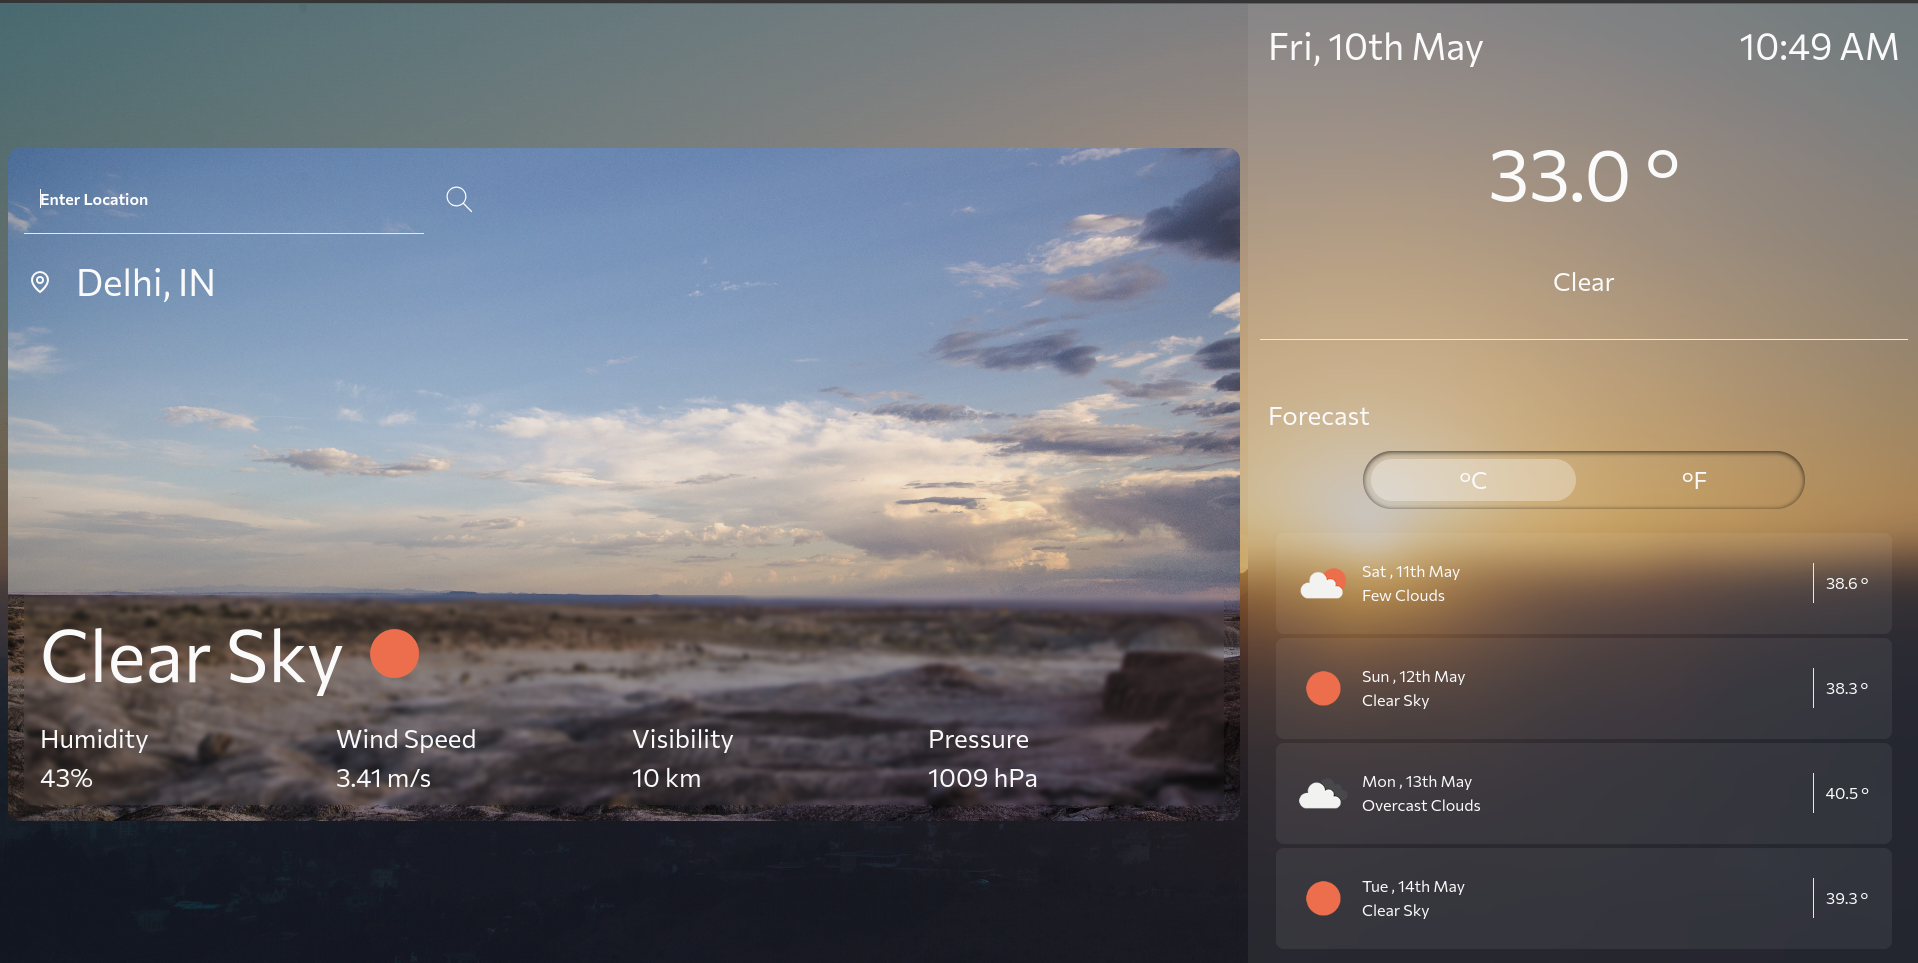 Enter Location
Delhi, IN
Clear Sky
Humidity
43%
Wind Speed
3.41 m/s
Visibility
10 km
Pressure
1009 hPa
Fri, 10th May
10:49 AM
33.0 °
Clear
Forecast
°C
°F
Sat , 11th May
Few Clouds
38.6 °
Sun , 12th May
Clear Sky
38.3 °
Mon , 13th May
Overcast Clouds
40.5 °
Tue , 14th May
Clear Sky
39.3 °